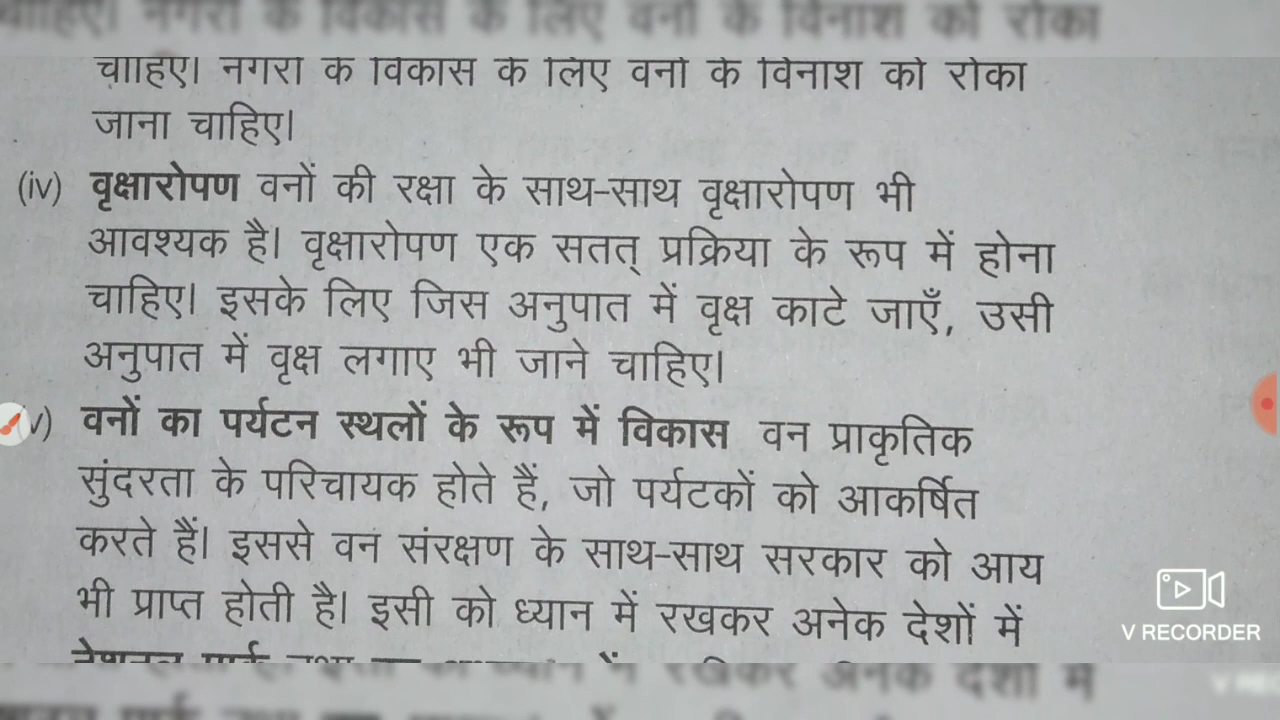 चाहिए। नगरों के विकास के लिए वनों के विनाश को रोका
जाना चाहिए।
(iv) वृक्षारोपण वनों की रक्षा के साथ-साथ वृक्षारोपण भी
आवश्यक है। वृक्षारोपण एक सतत् प्रक्रिया के रूप में होना
चाहिए। इसके लिए जिस अनुपात में वृक्ष काटे जाएँ, उसी
अनुपात में वृक्ष लगाए भी जाने चाहिए।
v) वनों का पर्यटन स्थलों के रूप में विकास वन प्राकृतिक
सुंदरता के परिचायक होते हैं, जो पर्यटकों को आकर्षित
करते हैं। इससे वन संरक्षण के साथ-साथ सरकार को आय
भी प्राप्त होती है। इसी को ध्यान में रखकर अनेक देशों में
V RECORDER